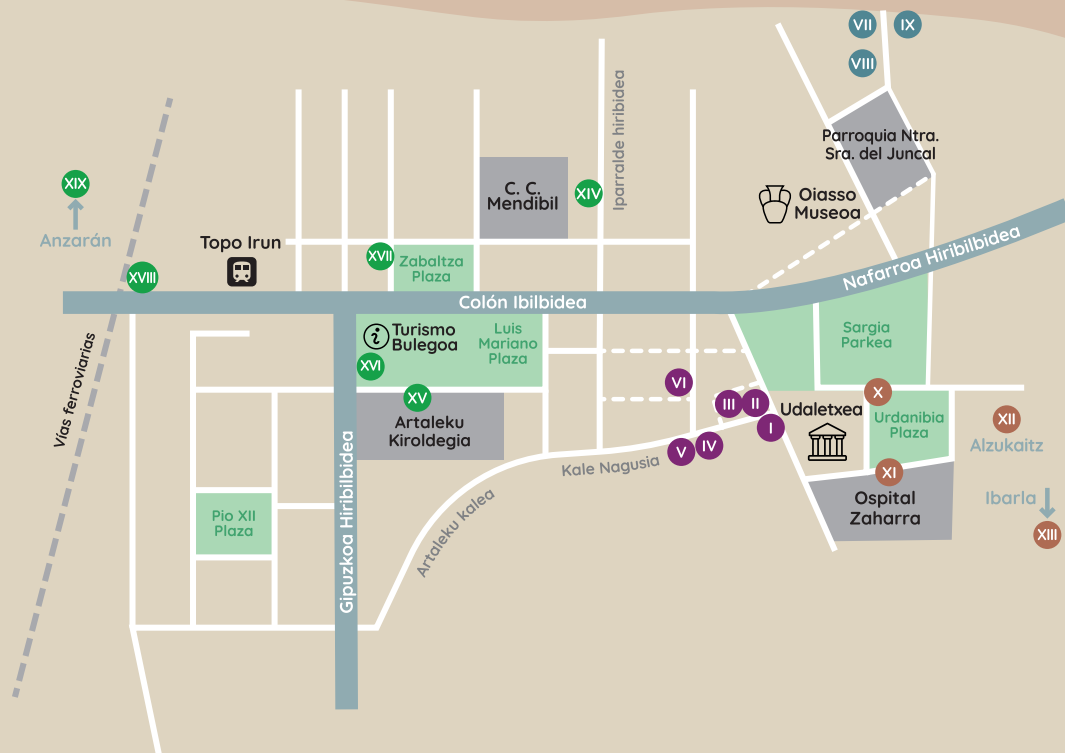 VII
IX
VIII
Iparralde hiribidea
Parroquia Ntra.
Sra. del Juncal
XIX
C. C.
Mendibil
XIV
Oiasso
Museoa
Anzarán
Topo Irun
XVII
Zabaltza
Plaza
Nafarroa Hiribilbidea
XVIII
Colón Ibilbidea
Turismo
Bulegoa
Luis
Mariano
Plaza
Sargia
Parkea
XVI
Vías ferroviarias
VI
X
XV
III
II
Udaletxea
I
Urdanibia
Plaza
XII
Alzukaitz
Artaleku
Kiroldegia
V
IV
Kale Nagusia
XI
Gipuzkoa Hiribilbidea
Artaleku kalea
Ospital
Zaharra
Ibarla
XIII
Pio XII
Plaza